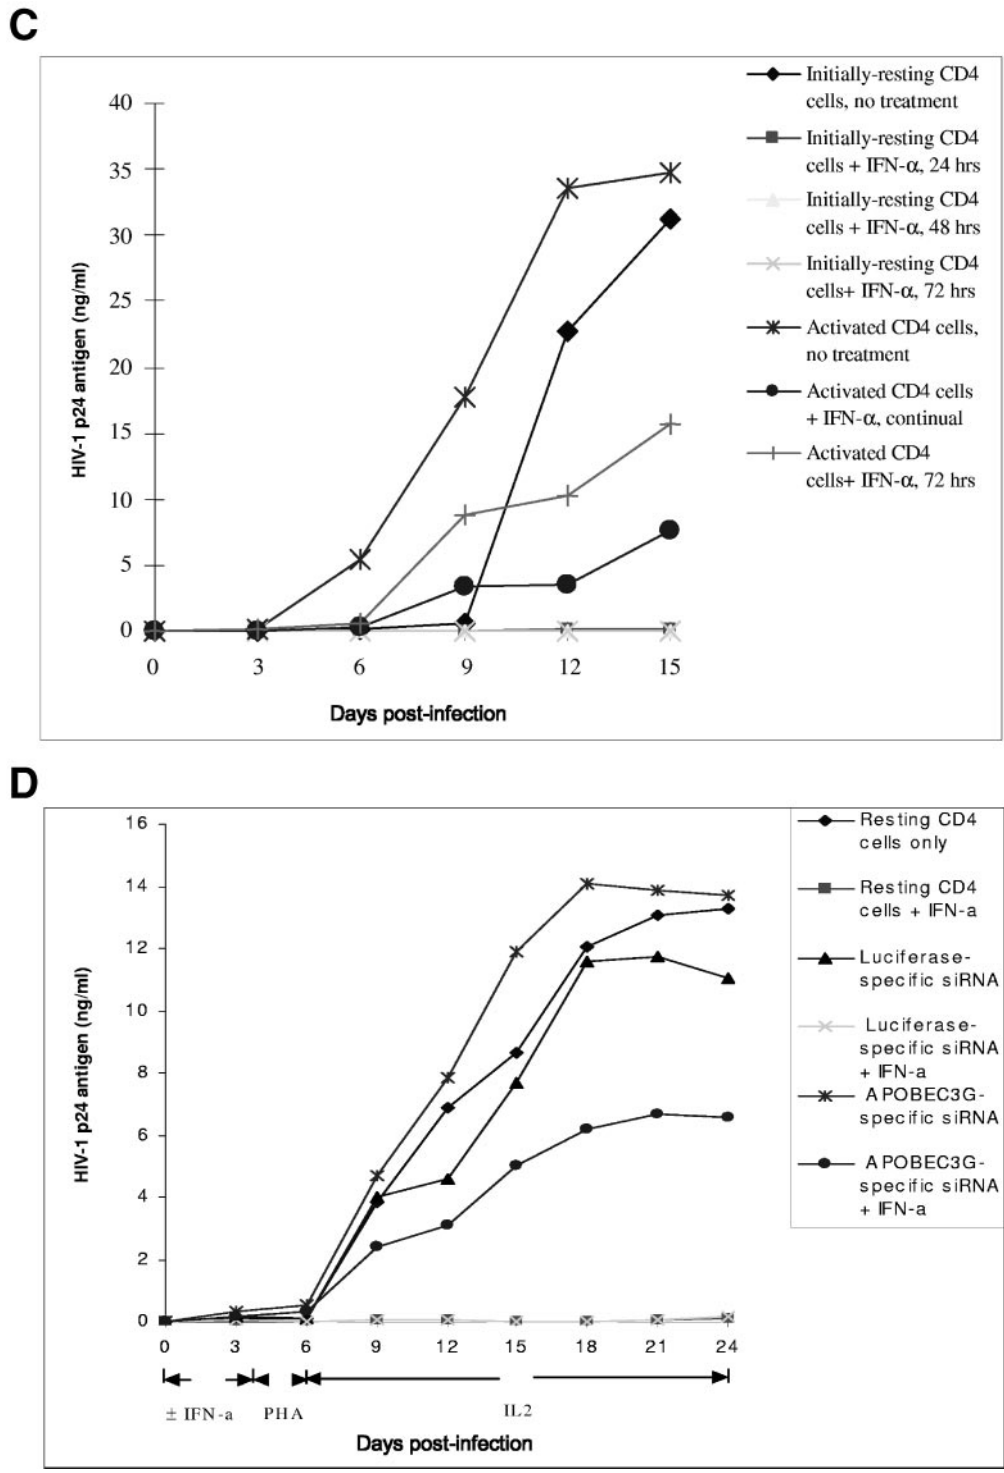 C
40
35
30
25
20
15
10
5
0
HIV-1 p24 antigen (ng/ml)
0 3 6 9 12 15
Days post-infection
Initially-resting CD4
cells, no treatment
Initially-resting CD4
cells + IFN-α, 24 hrs
Initially-resting CD4
cells + IFN-α, 48 hrs
Initially-resting CD4
cells+ IFN-α, 72 hrs
Activated CD4 cells,
no treatment
Activated CD4 cells
+ IFN-α, continual
Activated CD4
cells+ IFN-α, 72 hrs
D
16
14
12
10
8
6
4
2
0
HIV-1 p24 antigen (ng/ml)
0 3 6 9 12 15 18 21 24
± IFN-a PHA IL2
Days post-infection
Resting CD4
cells only
Resting CD4
cells + IFN-a
Luciferase-
specific siRNA
Luciferase-
specific siRNA
+ IFN-a
APOBEC3G-
specific siRNA
APOBEC3G-
specific siRNA
+ IFN-a